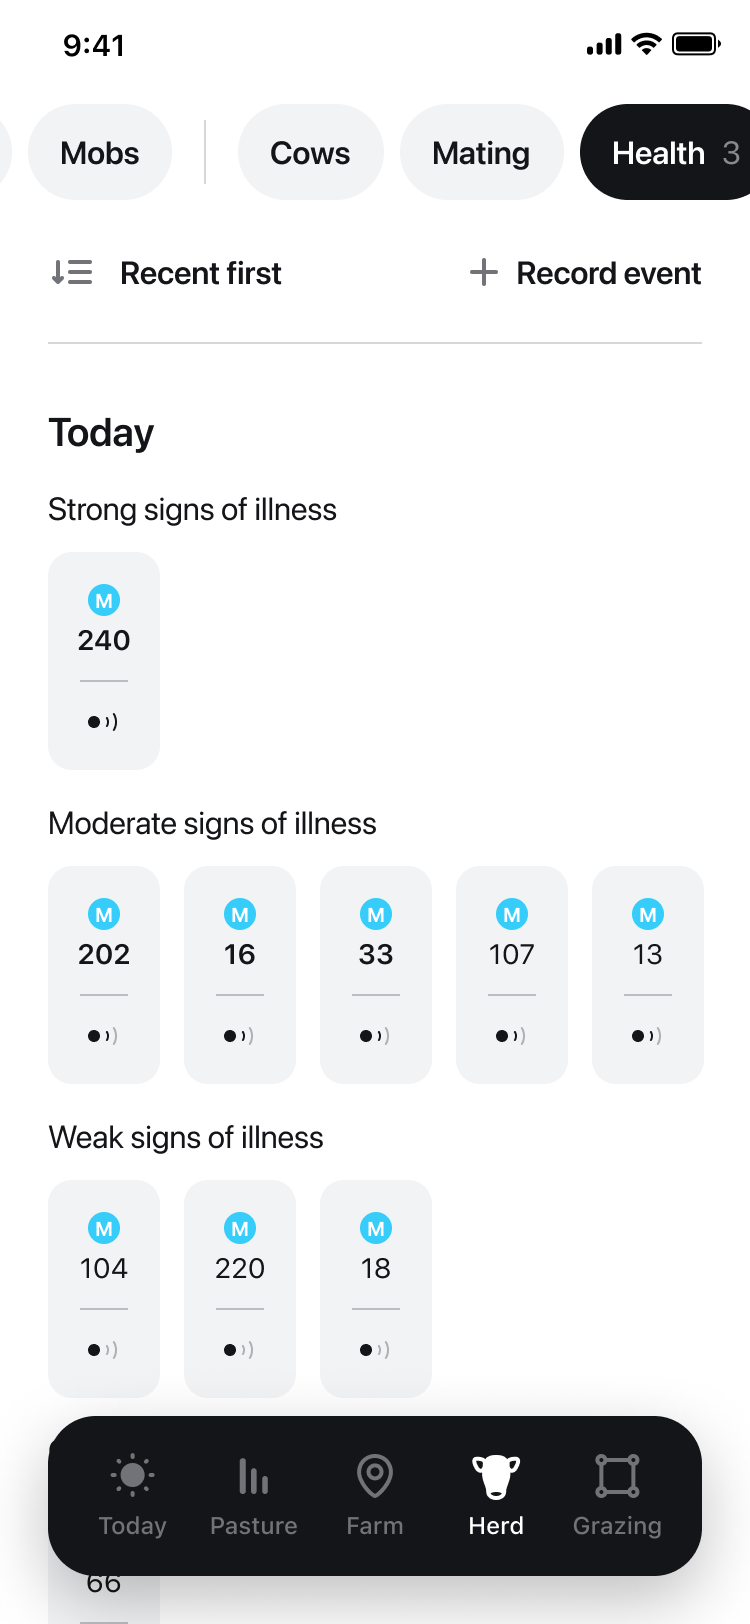 9:41
Mobs Cows Mating Health 3
Recent first Record event
Today
Strong signs of illness
M
240
Moderate signs of illness
M M M M M
202 16 33 107 13
Weak signs of illness
M M M
104 220 18
Today Pasture Farm Herd Grazing
66